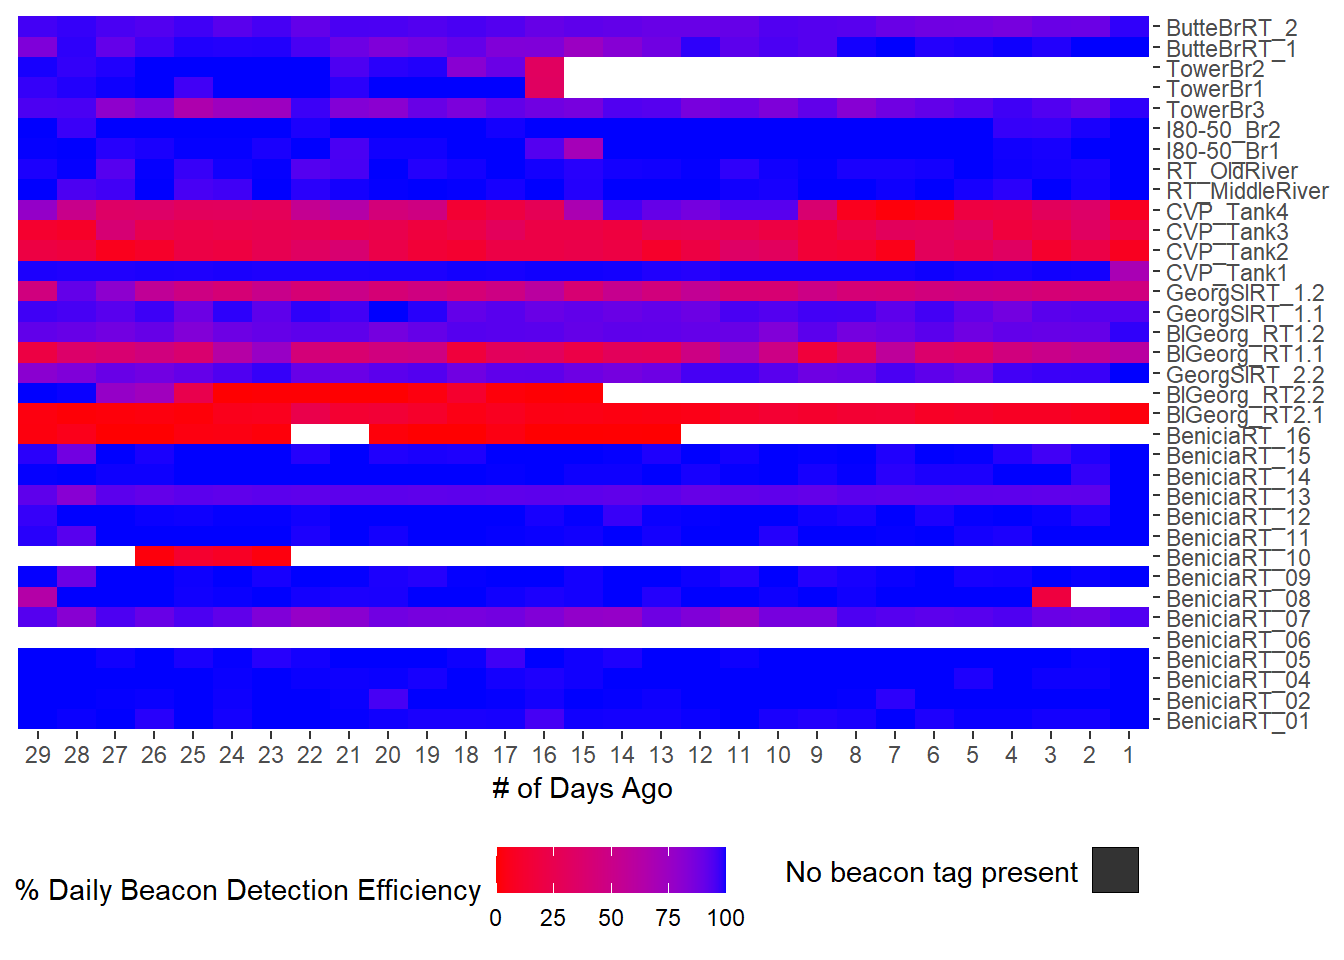 ButteBrRT_2
ButteBrRT_1
TowerBr2
TowerBr1
TowerBr3
I80-50_Br2
I80-50_Br1
RT_OldRiver
RT_MiddleRiver
CVP_Tank4
CVP_Tank3
CVP_Tank2
CVP_Tank1
GeorgSlRT_1.2
GeorgSlRT_1.1
BlGeorg_RT1.2
BlGeorg_RT1.1
GeorgSlRT_2.2
BlGeorg_RT2.2
BlGeorg_RT2.1
BeniciaRT_16
BeniciaRT_15
BeniciaRT_14
BeniciaRT_13
BeniciaRT_12
BeniciaRT_11
BeniciaRT_10
BeniciaRT_09
BeniciaRT_08
BeniciaRT_07
BeniciaRT_06
BeniciaRT_05
BeniciaRT_04
BeniciaRT_02
BeniciaRT_01
29 28 27 26 25 24 23 22 21 20 19 18 17 16 15 14 13 12 11 10 9 8 7 6 5 4 3 2 1
# of Days Ago
% Daily Beacon Detection Efficiency
0 25 50 75 100
No beacon tag present